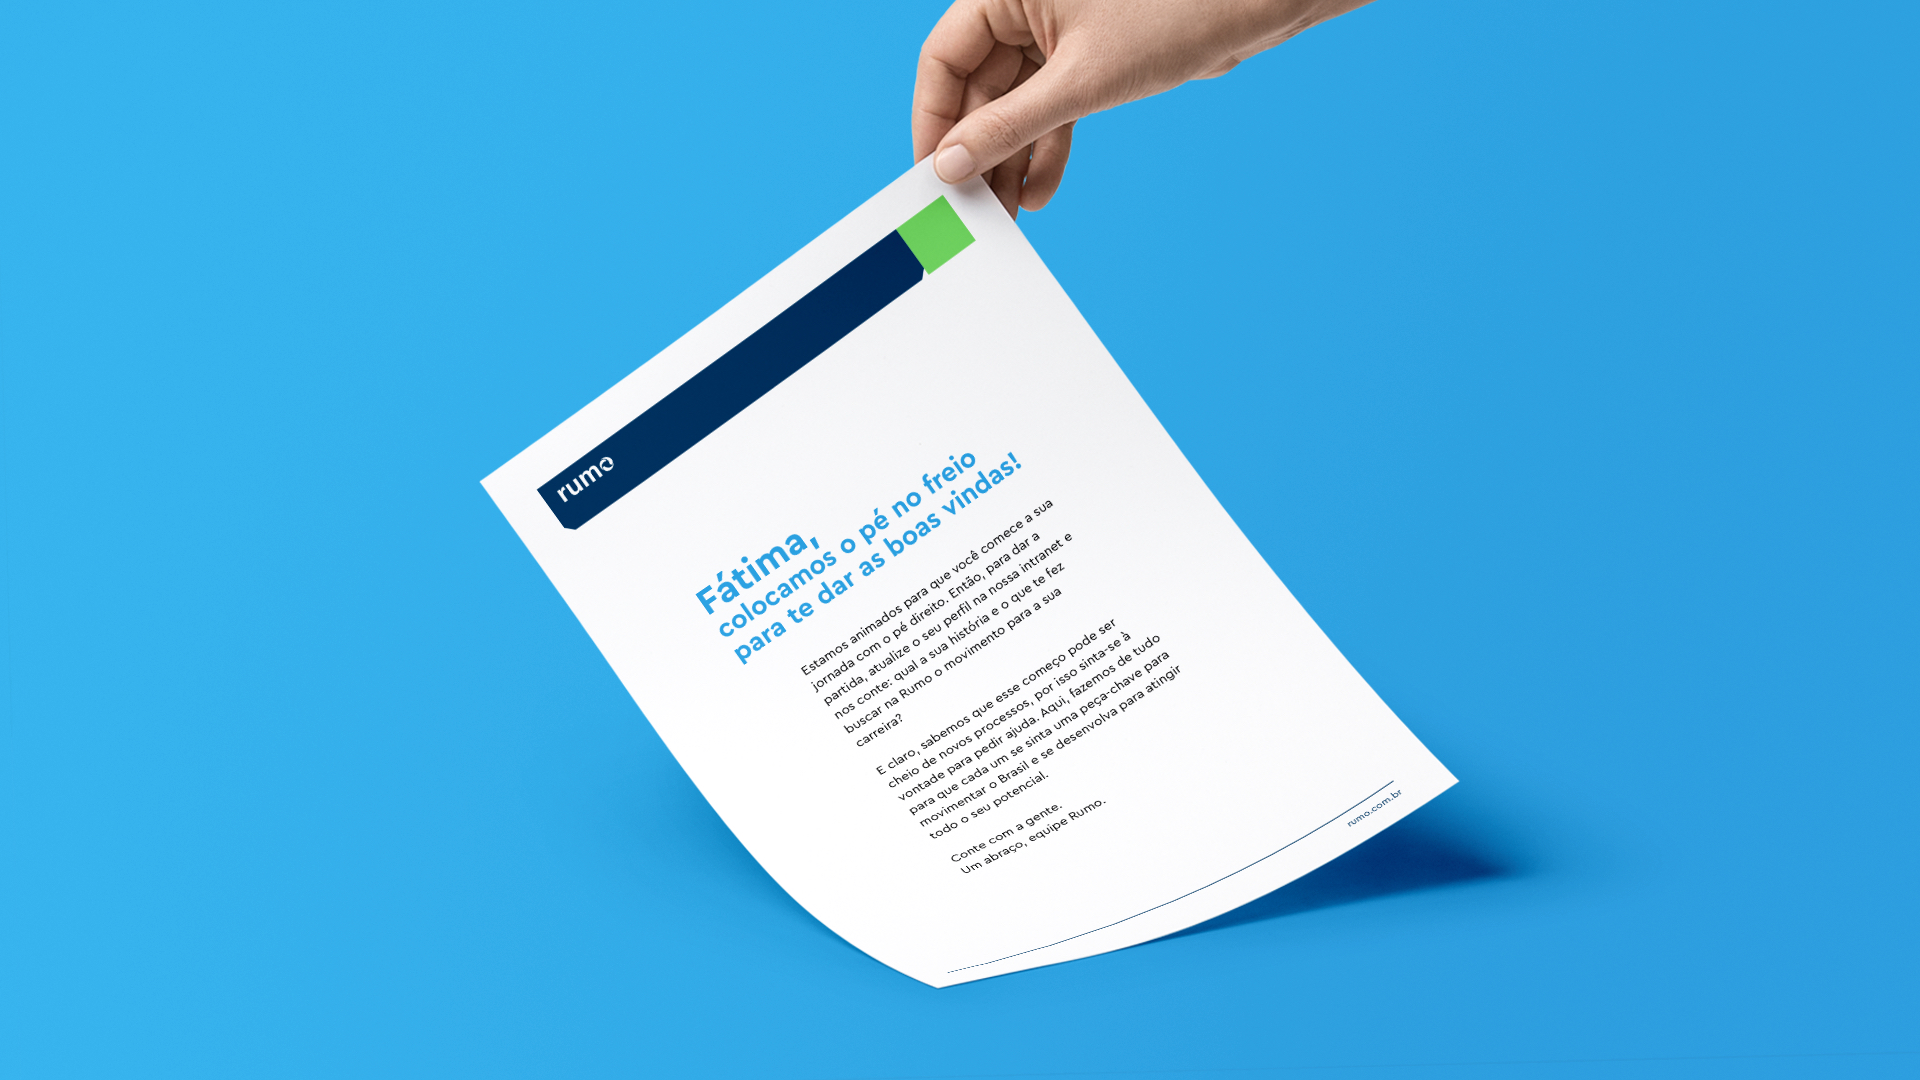 rumo
Fátima,
colocamos o pé no freio
para te dar as boas vindas!
Estamos animados para que você comece a sua
jornada com o pé direito. Então, para dar a
partida, atualize o seu perfil na nossa intranet e
nos conte: qual a sua história e o que te fez
buscar na Rumo o movimento para a sua
carreira?
E claro, sabemos que esse começo pode ser
cheio de novos processos, por isso sinta-se à
vontade para pedir ajuda. Aqui, fazemos de tudo
para que cada um se sinta uma peça-chave para
movimentar o Brasil e se desenvolva para atingir
todo o seu potencial.
Conte com a gente.
Um abraço, equipe Rumo.
rumo.com.br